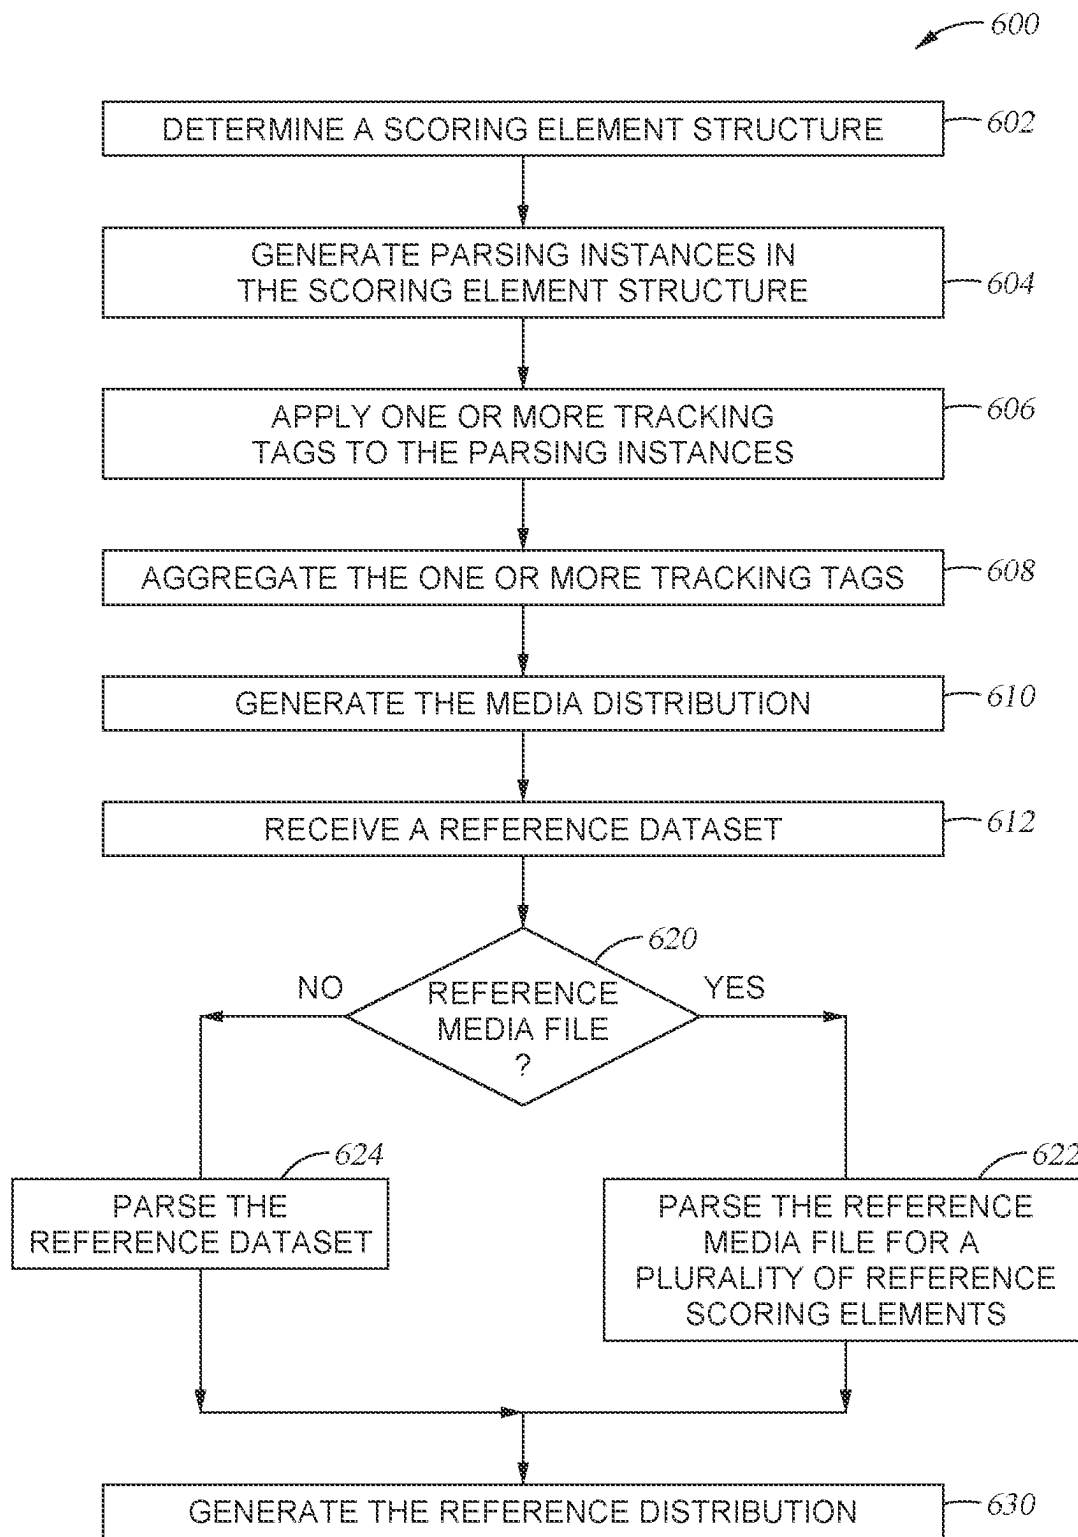 600
DETERMINE A SCORING ELEMENT STRUCTURE
602
GENERATE PARSING INSTANCES IN
THE SCORING ELEMENT STRUCTURE
604
APPLY ONE OR MORE TRACKING
TAGS TO THE PARSING INSTANCES
606
AGGREGATE THE ONE OR MORE TRACKING TAGS
608
GENERATE THE MEDIA DISTRIBUTION
610
RECEIVE A REFERENCE DATASET
612
620
NO
REFERENCE
MEDIA FILE
?
YES
624
PARSE THE
REFERENCE DATASET
622
PARSE THE REFERENCE
MEDIA FILE FOR A
PLURALITY OF REFERENCE
SCORING ELEMENTS
GENERATE THE REFERENCE DISTRIBUTION
630